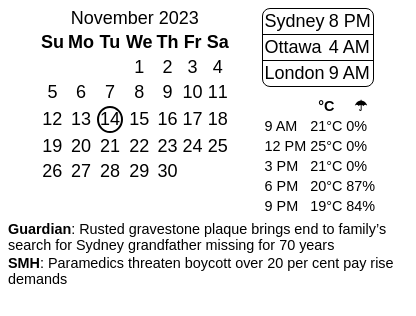 November 2023
Su Mo Tu We Th Fr Sa
1 2 3 4
5 6 7 8 9 10 11
12 13 14 15 16 17 18
19 20 21 22 23 24 25
26 27 28 29 30
Sydney 8 PM
Ottawa 4 AM
London 9 AM
°C ☂
9 AM 21°C 0%
12 PM 25°C 0%
3 PM 21°C 0%
6 PM 20°C 87%
9 PM 19°C 84%
Guardian: Rusted gravestone plaque brings end to family’s
search for Sydney grandfather missing for 70 years
SMH: Paramedics threaten boycott over 20 per cent pay rise
demands